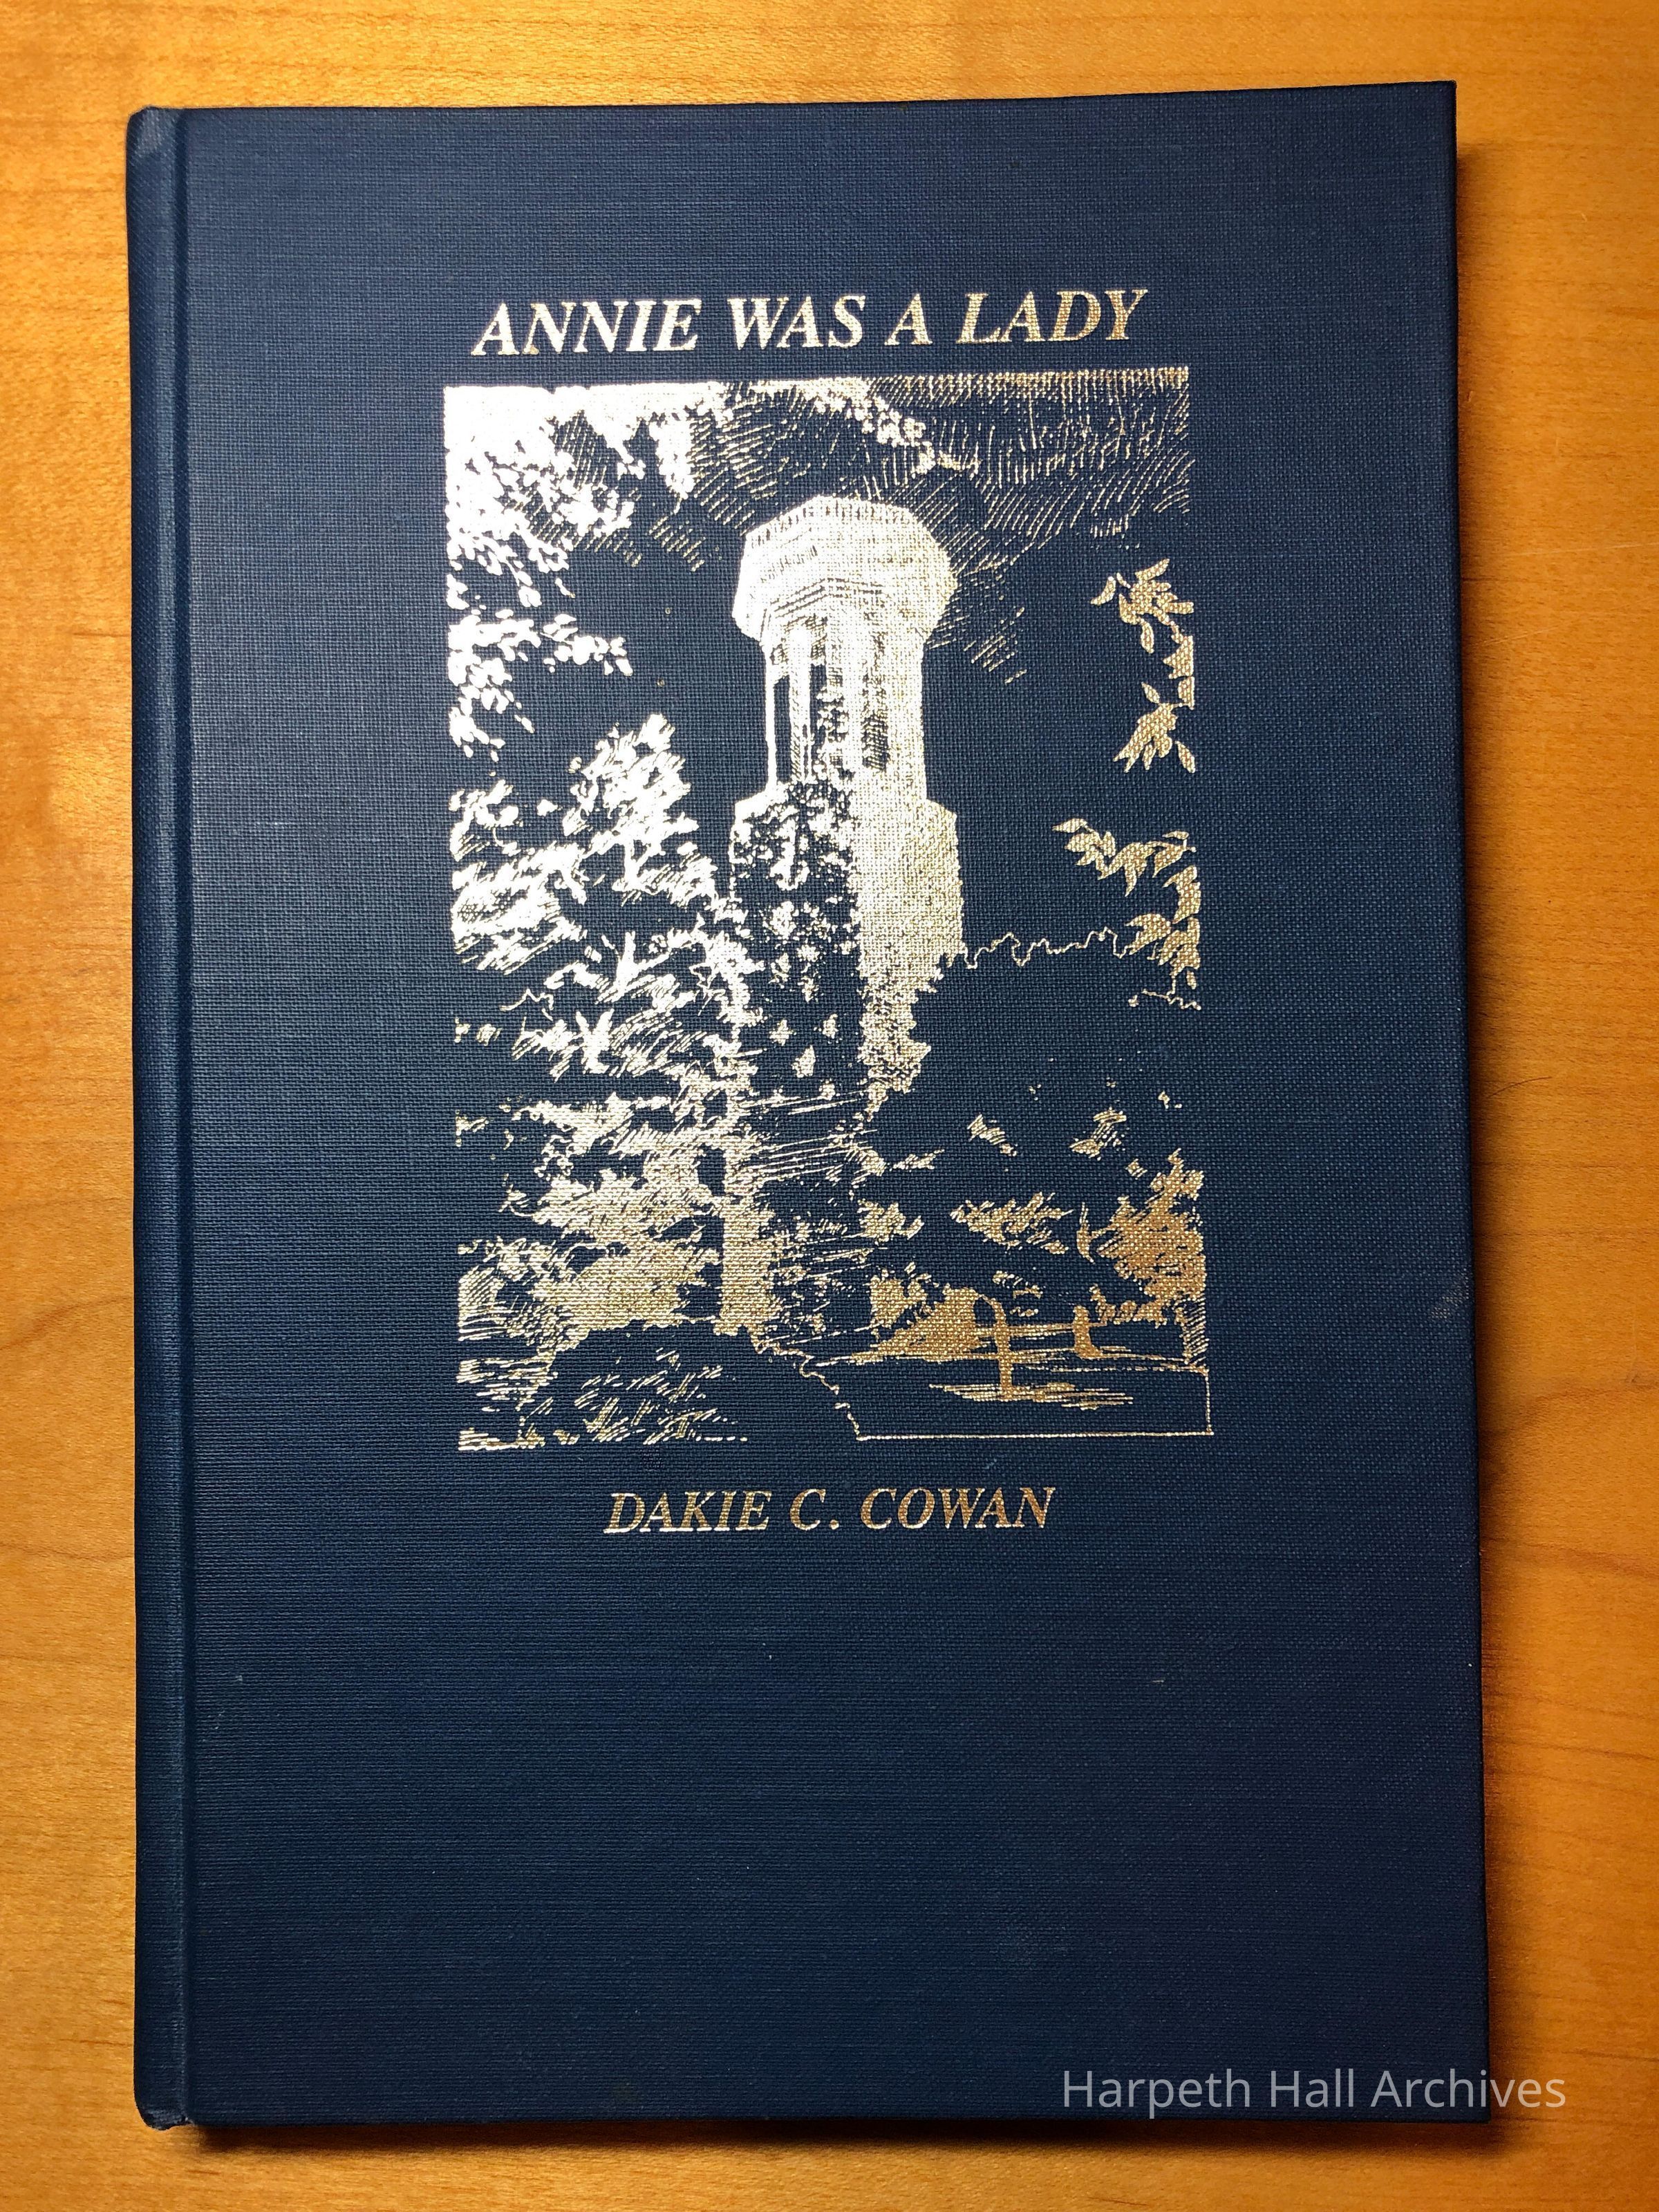 ANNIE WAS A LADY
DAKIE C. COWAN
Harpeth Hall Archives